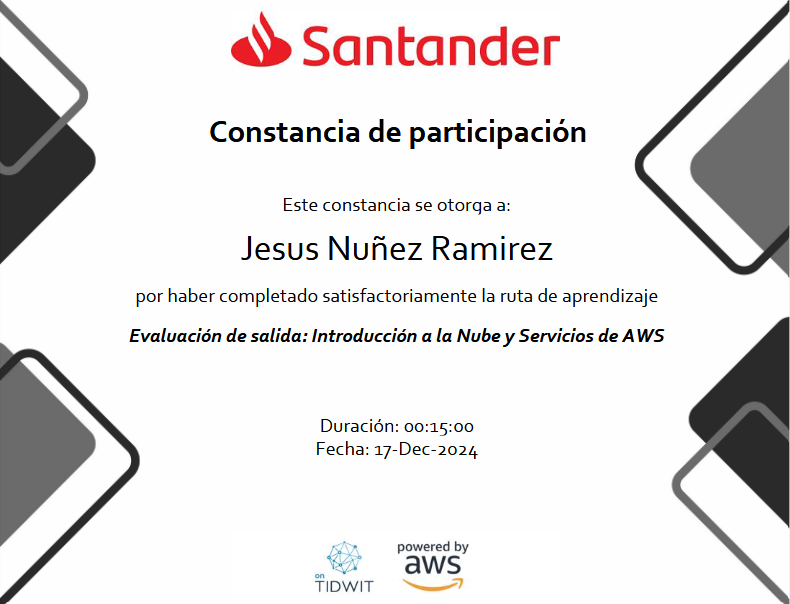 Santander
Constancia de participación
Este constancia se otorga a:
Jesus Nuñez Ramirez
por haber completado satisfactoriamente la ruta de aprendizaje
Evaluación de salida: Introducción a la Nube y Servicios de AWS
Duración: 00:15:00
Fecha: 17-Dec-2024
on
TIDWIT
powered by
aws